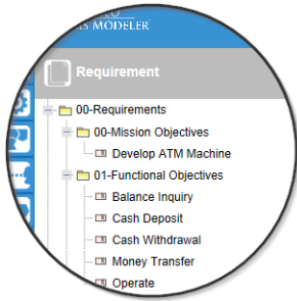 MODELER
Requirement
00-Requirements
00-Mission Objectives
Develop ATM Machine
01-Functional Objectives
Balance Inquiry
Cash Deposit
Cash Withdrawal
Money Transfer
Operate